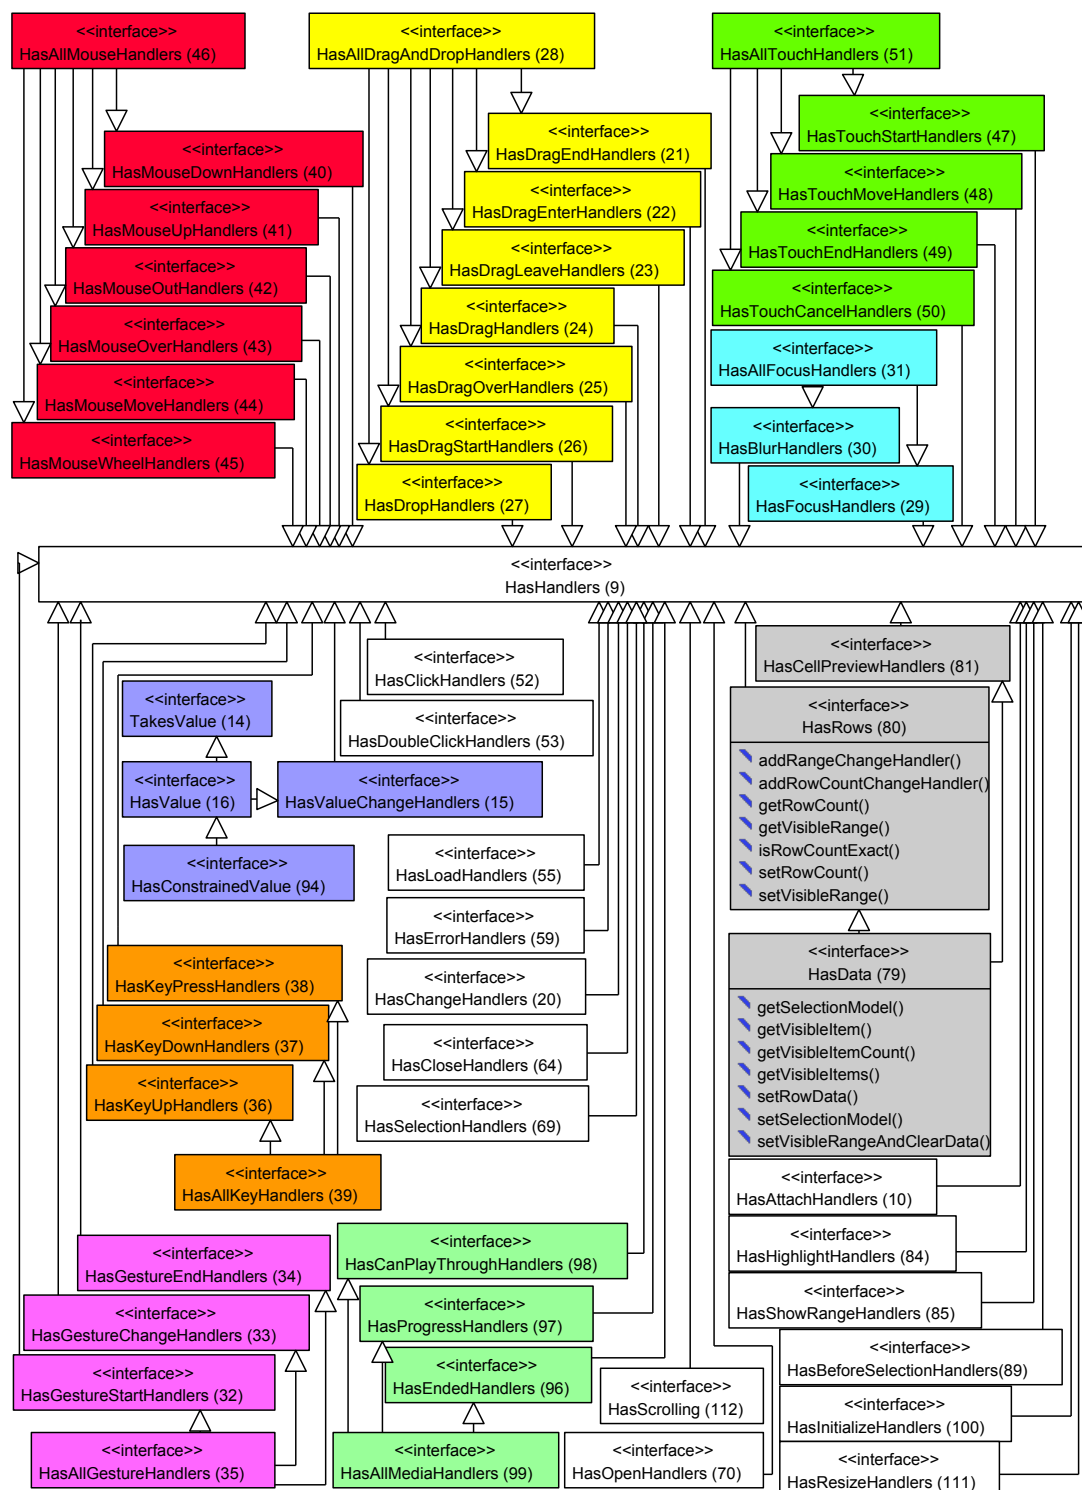 <<interface>>
HasAllMouseHandlers (46)
<<interface>>
HasAllDragAndDropHandlers (28)
<<interface>>
HasAllTouchHandlers (51)
<<interface>>
HasMouseDownHandlers (40)
<<interface>>
HasMouseUpHandlers (41)
<<interface>>
HasMouseOutHandlers (42)
<<interface>>
HasMouseOverHandlers (43)
<<interface>>
HasMouseMoveHandlers (44)
<<interface>>
HasMouseWheelHandlers (45)
<<interface>>
HasDragEndHandlers (21)
<<interface>>
HasDragEnterHandlers (22)
<<interface>>
HasDragLeaveHandlers (23)
<<interface>>
HasDragHandlers (24)
<<interface>>
HasDragOverHandlers (25)
<<interface>>
HasDragStartHandlers (26)
<<interface>>
HasDropHandlers (27)
<<interface>>
HasTouchStartHandlers (47)
<<interface>>
HasTouchMoveHandlers (48)
<<interface>>
HasTouchEndHandlers (49)
<<interface>>
HasTouchCancelHandlers (50)
<<interface>>
HasAllFocusHandlers (31)
<<interface>>
HasBlurHandlers (30)
<<interface>>
HasFocusHandlers (29)
<<interface>>
HasHandlers (9)
<<interface>>
HasClickHandlers (52)
<<interface>>
HasDoubleClickHandlers (53)
<<interface>>
TakesValue (14)
<<interface>>
HasValue (16)
<<interface>>
HasValueChangeHandlers (15)
<<interface>>
HasConstrainedValue (94)
<<interface>>
HasLoadHandlers (55)
<<interface>>
HasErrorHandlers (59)
<<interface>>
HasChangeHandlers (20)
<<interface>>
HasCloseHandlers (64)
<<interface>>
HasSelectionHandlers (69)
<<interface>>
HasKeyPressHandlers (38)
<<interface>>
HasKeyDownHandlers (37)
<<interface>>
HasKeyUpHandlers (36)
<<interface>>
HasAllKeyHandlers (39)
<<interface>>
HasCellPreviewHandlers (81)
<<interface>>
HasRows (80)
addRangeChangeHandler()
addRowCountChangeHandler()
getRowCount()
getVisibleRange()
isRowCountExact()
setRowCount()
setVisibleRange()
<<interface>>
HasData (79)
getSelectionModel()
getVisibleItem()
getVisibleItemCount()
getVisibleItems()
setRowData()
setSelectionModel()
setVisibleRangeAndClearData()
<<interface>>
HasAttachHandlers (10)
<<interface>>
HasHighlightHandlers (84)
<<interface>>
HasShowRangeHandlers (85)
<<interface>>
HasBeforeSelectionHandlers(89)
<<interface>>
HasInitializeHandlers (100)
<<interface>>
HasResizeHandlers (111)
<<interface>>
HasGestureEndHandlers (34)
<<interface>>
HasGestureChangeHandlers (33)
<<interface>>
HasGestureStartHandlers (32)
<<interface>>
HasAllGestureHandlers (35)
<<interface>>
HasCanPlayThroughHandlers (98)
<<interface>>
HasProgressHandlers (97)
<<interface>>
HasEndedHandlers (96)
<<interface>>
HasAllMediaHandlers (99)
<<interface>>
HasScrolling (112)
<<interface>>
HasOpenHandlers (70)